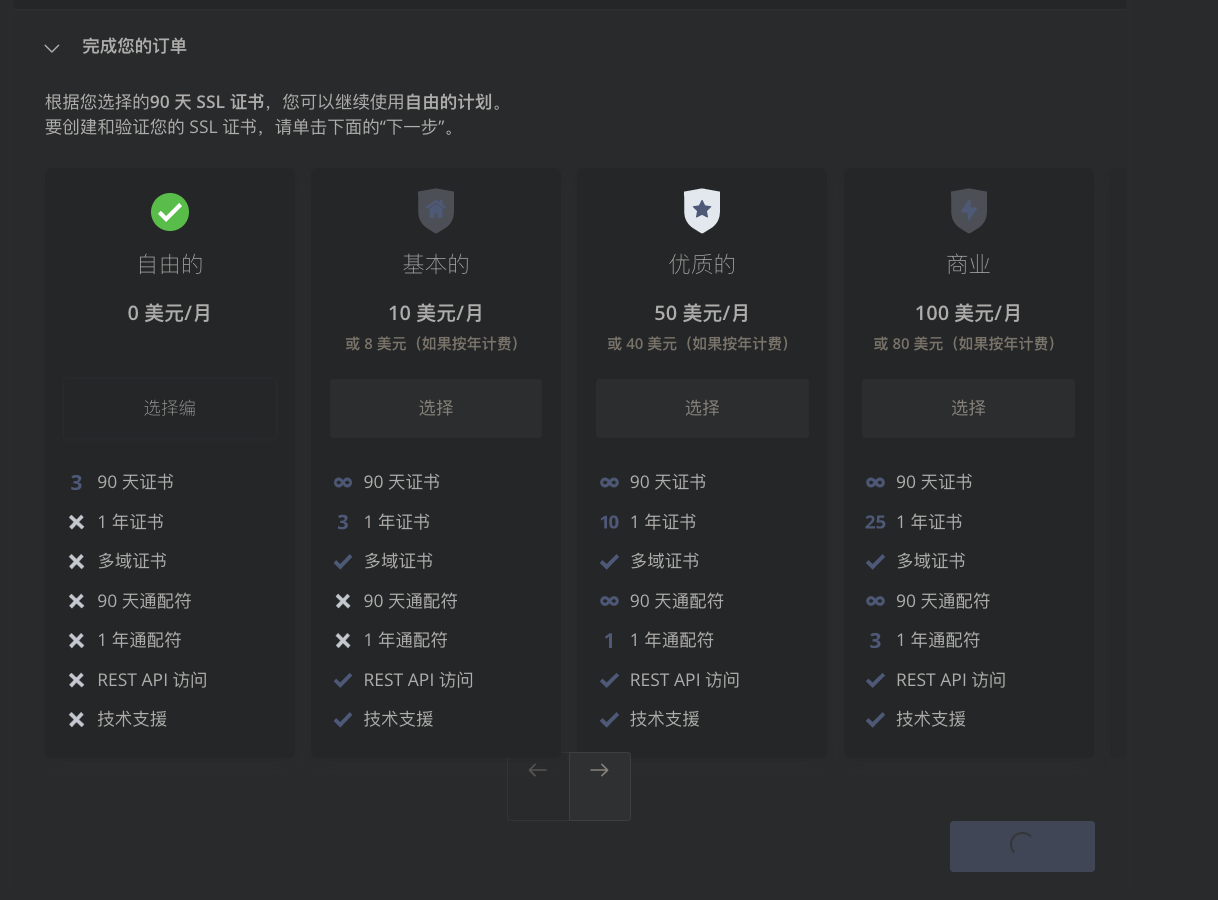 完成您的订单
根据您选择的90 天 SSL 证书，您可以继续使用自由的计划。
要创建和验证您的 SSL 证书，请单击下面的“下一步”。
自由的
0 美元/月
选择编
3 90 天证书
1 年证书
多域证书
90 天通配符
1 年通配符
REST API 访问
技术支援
基本的
10 美元/月
或 8 美元（如果按年计费）
选择
∞ 90 天证书
3 1 年证书
多域证书
90 天通配符
1 年通配符
REST API 访问
技术支援
优质的
50 美元/月
或 40 美元（如果按年计费）
选择
∞ 90 天证书
10 1 年证书
多域证书
∞ 90 天通配符
1 1 年通配符
REST API 访问
技术支援
商业
100 美元/月
或 80 美元（如果按年计费）
选择
∞ 90 天证书
25 1 年证书
多域证书
∞ 90 天通配符
3 1 年通配符
REST API 访问
技术支援